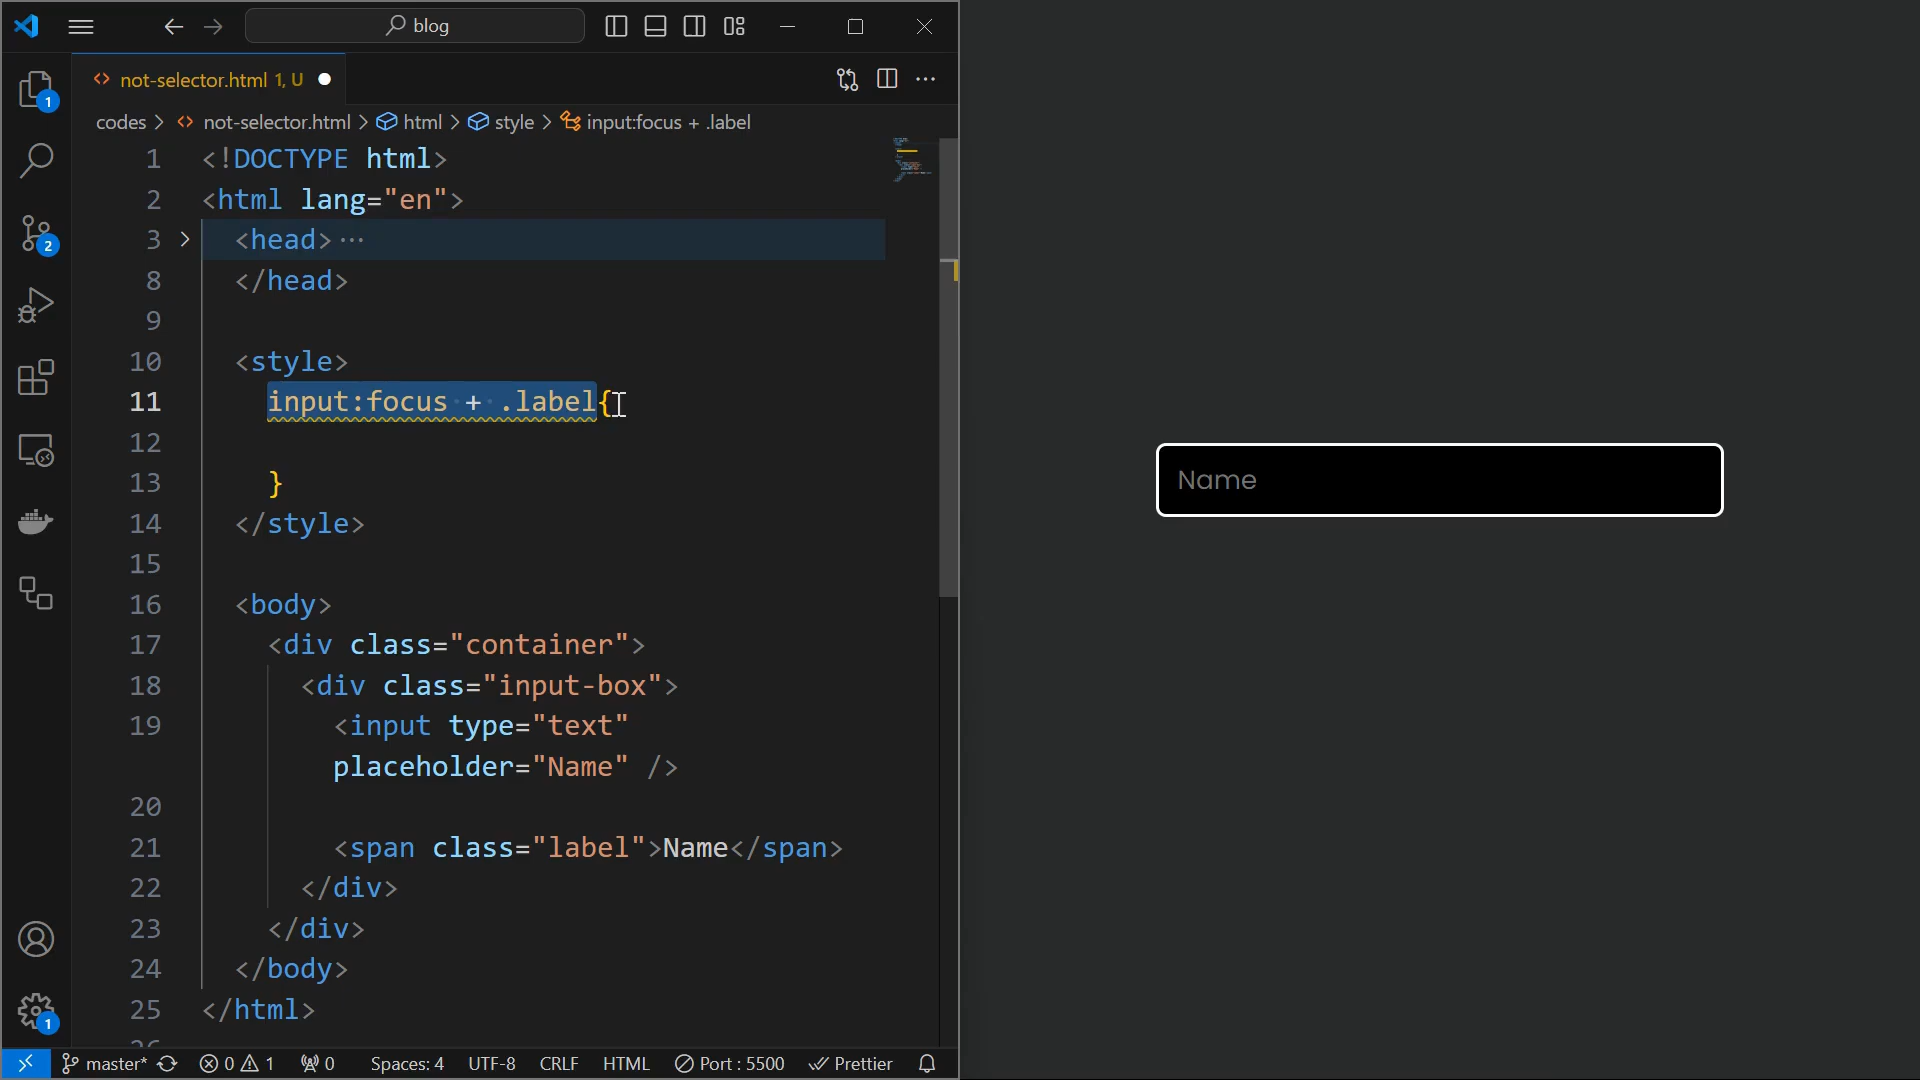 blog
not-selector.html 1, U
codes > not-selector.html > html > style > input:focus + .label
1 <!DOCTYPE html>
2 <html lang="en">
3 <head>···
8 </head>
9
10 <style>
11 input:focus + .label{
12
13 }
14 </style>
15
16 <body>
17 <div class="container">
18 <div class="input-box">
19 <input type="text"
placeholder="Name" />
20
21 <span class="label">Name</span>
22 </div>
23 </div>
24 </body>
25 </html>
1
2
1
Name
master* 0 1 0 Spaces: 4 UTF-8 CRLF HTML Port : 5500 Prettier